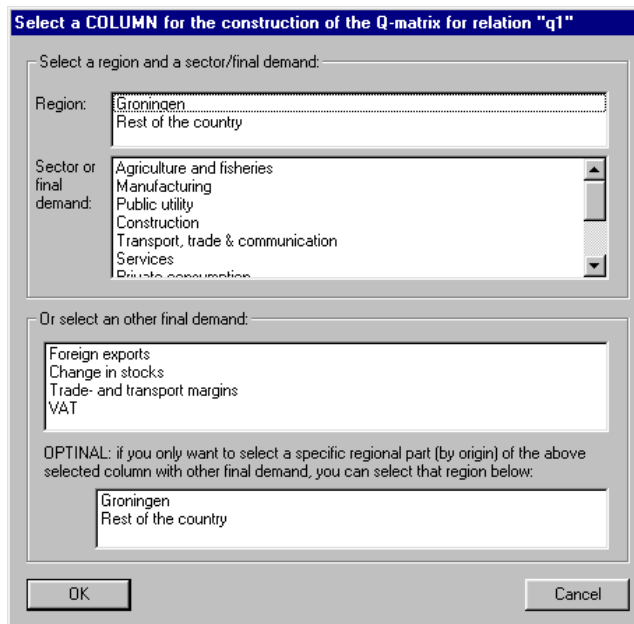 Select a COLUMN for the construction of the Q-matrix for relation "q1"
Select a region and a sector/final demand:
Region:
Groningen
Rest of the country
Sector or
final
demand:
Agriculture and fisheries
Manufacturing
Public utility
Construction
Transport, trade & communication
Services
Private consumption
Or select an other final demand:
Foreign exports
Change in stocks
Trade- and transport margins
VAT
OPTINAL: if you only want to select a specific regional part (by origin) of the above
selected column with other final demand, you can select that region below:
Groningen
Rest of the country
OK
Cancel